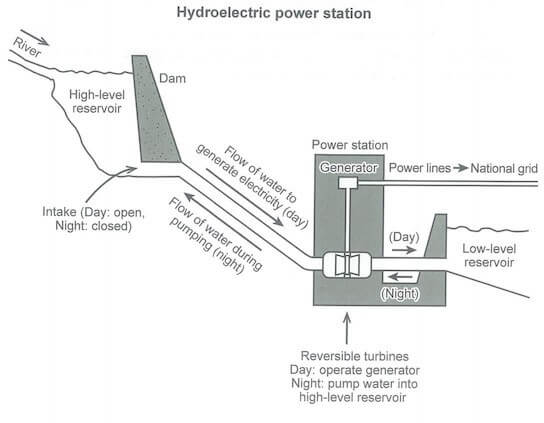 Hydroelectric power station
River
Dam
High-level
reservoir
Flow of water to
generate electricity (day)
Power station
Generator
Power lines → National grid
Intake (Day: open,
Night: closed)
Flow of water during
pumping (night)
(Day)
Low-level
reservoir
(Night)
Reversible turbines
Day: operate generator
Night: pump water into
high-level reservoir